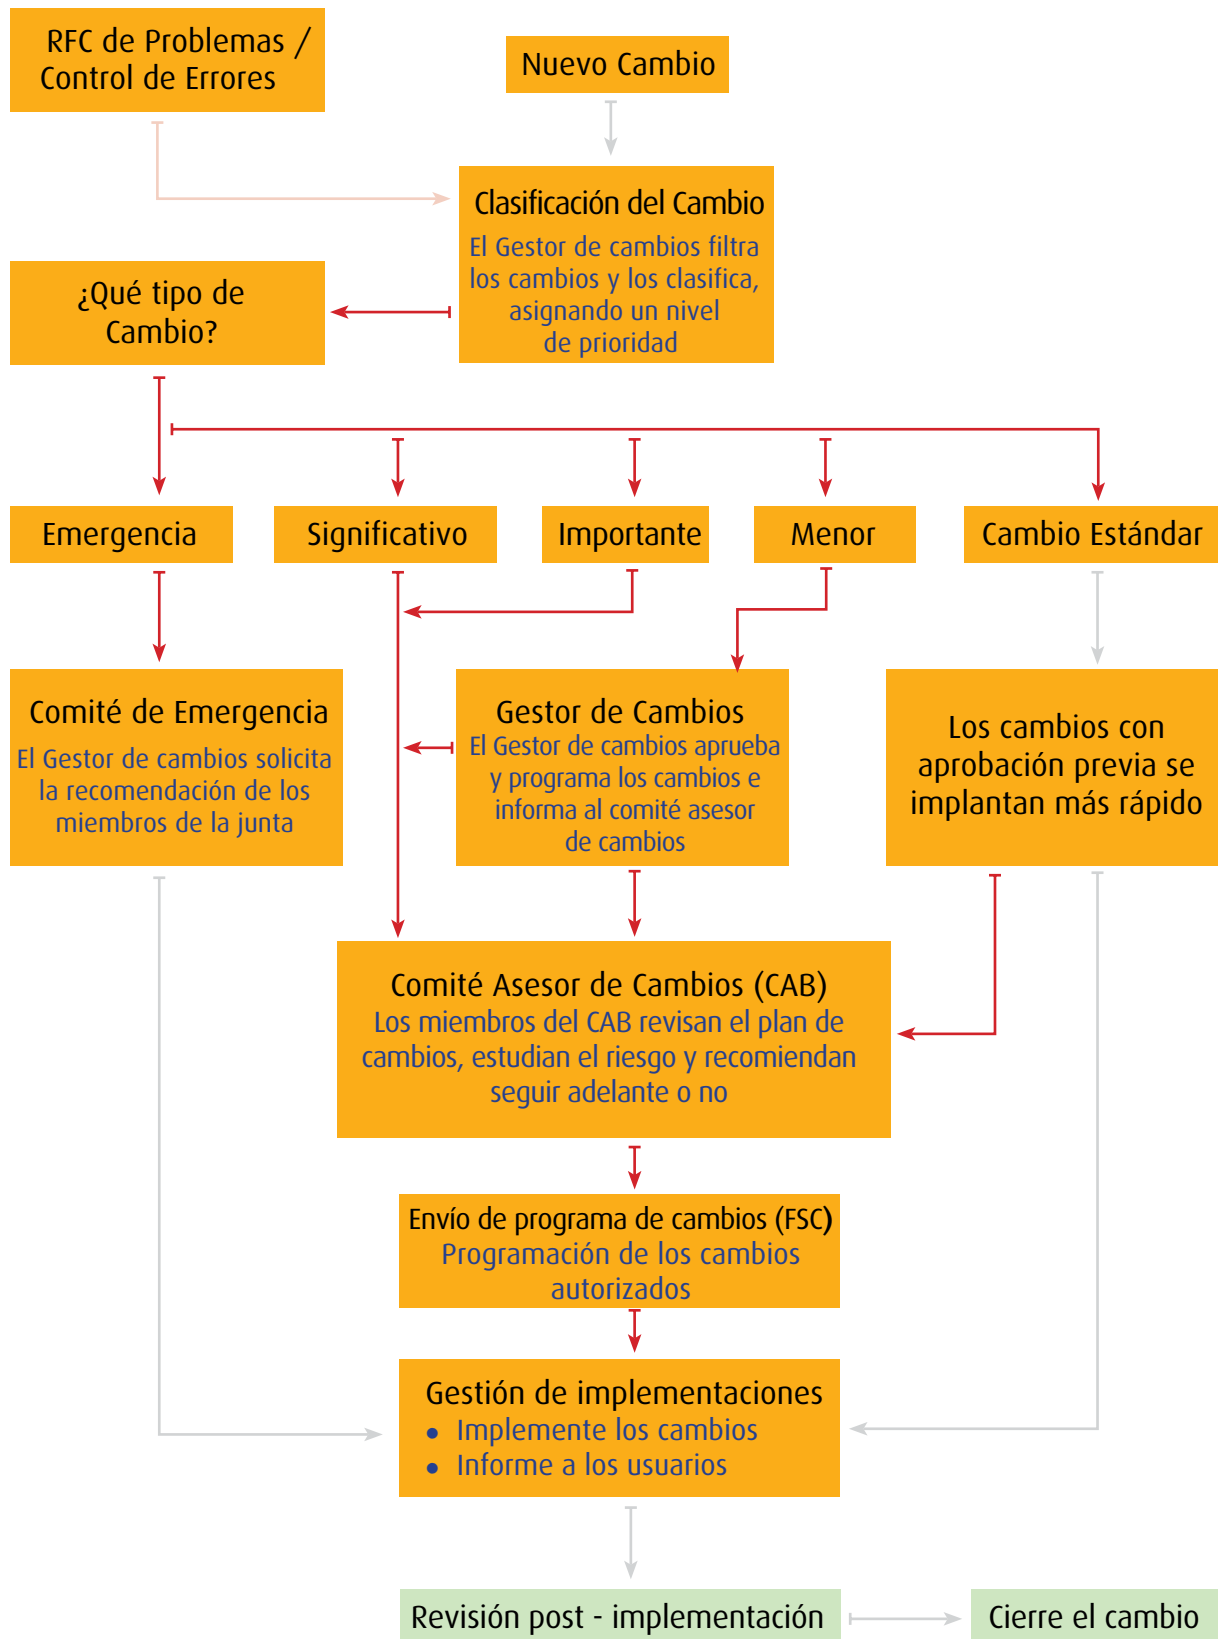 RFC de Problemas /
Control de Errores
Nuevo Cambio
Clasificación del Cambio
El Gestor de cambios filtra
los cambios y los clasifica,
asignando un nivel
de prioridad
¿Qué tipo de
Cambio?
Emergencia
Significativo
Importante
Menor
Cambio Estándar
Comité de Emergencia
El Gestor de cambios solicita
la recomendación de los
miembros de la junta
Gestor de Cambios
El Gestor de cambios aprueba
y programa los cambios e
informa al comité asesor
de cambios
Los cambios con
aprobación previa se
implantan más rápido
Comité Asesor de Cambios (CAB)
Los miembros del CAB revisan el plan de
cambios, estudian el riesgo y recomiendan
seguir adelante o no
Envío de programa de cambios (FSC)
Programación de los cambios
autorizados
Gestión de implementaciones
● Implemente los cambios
● Informe a los usuarios
Revisión post - implementación
Cierre el cambio